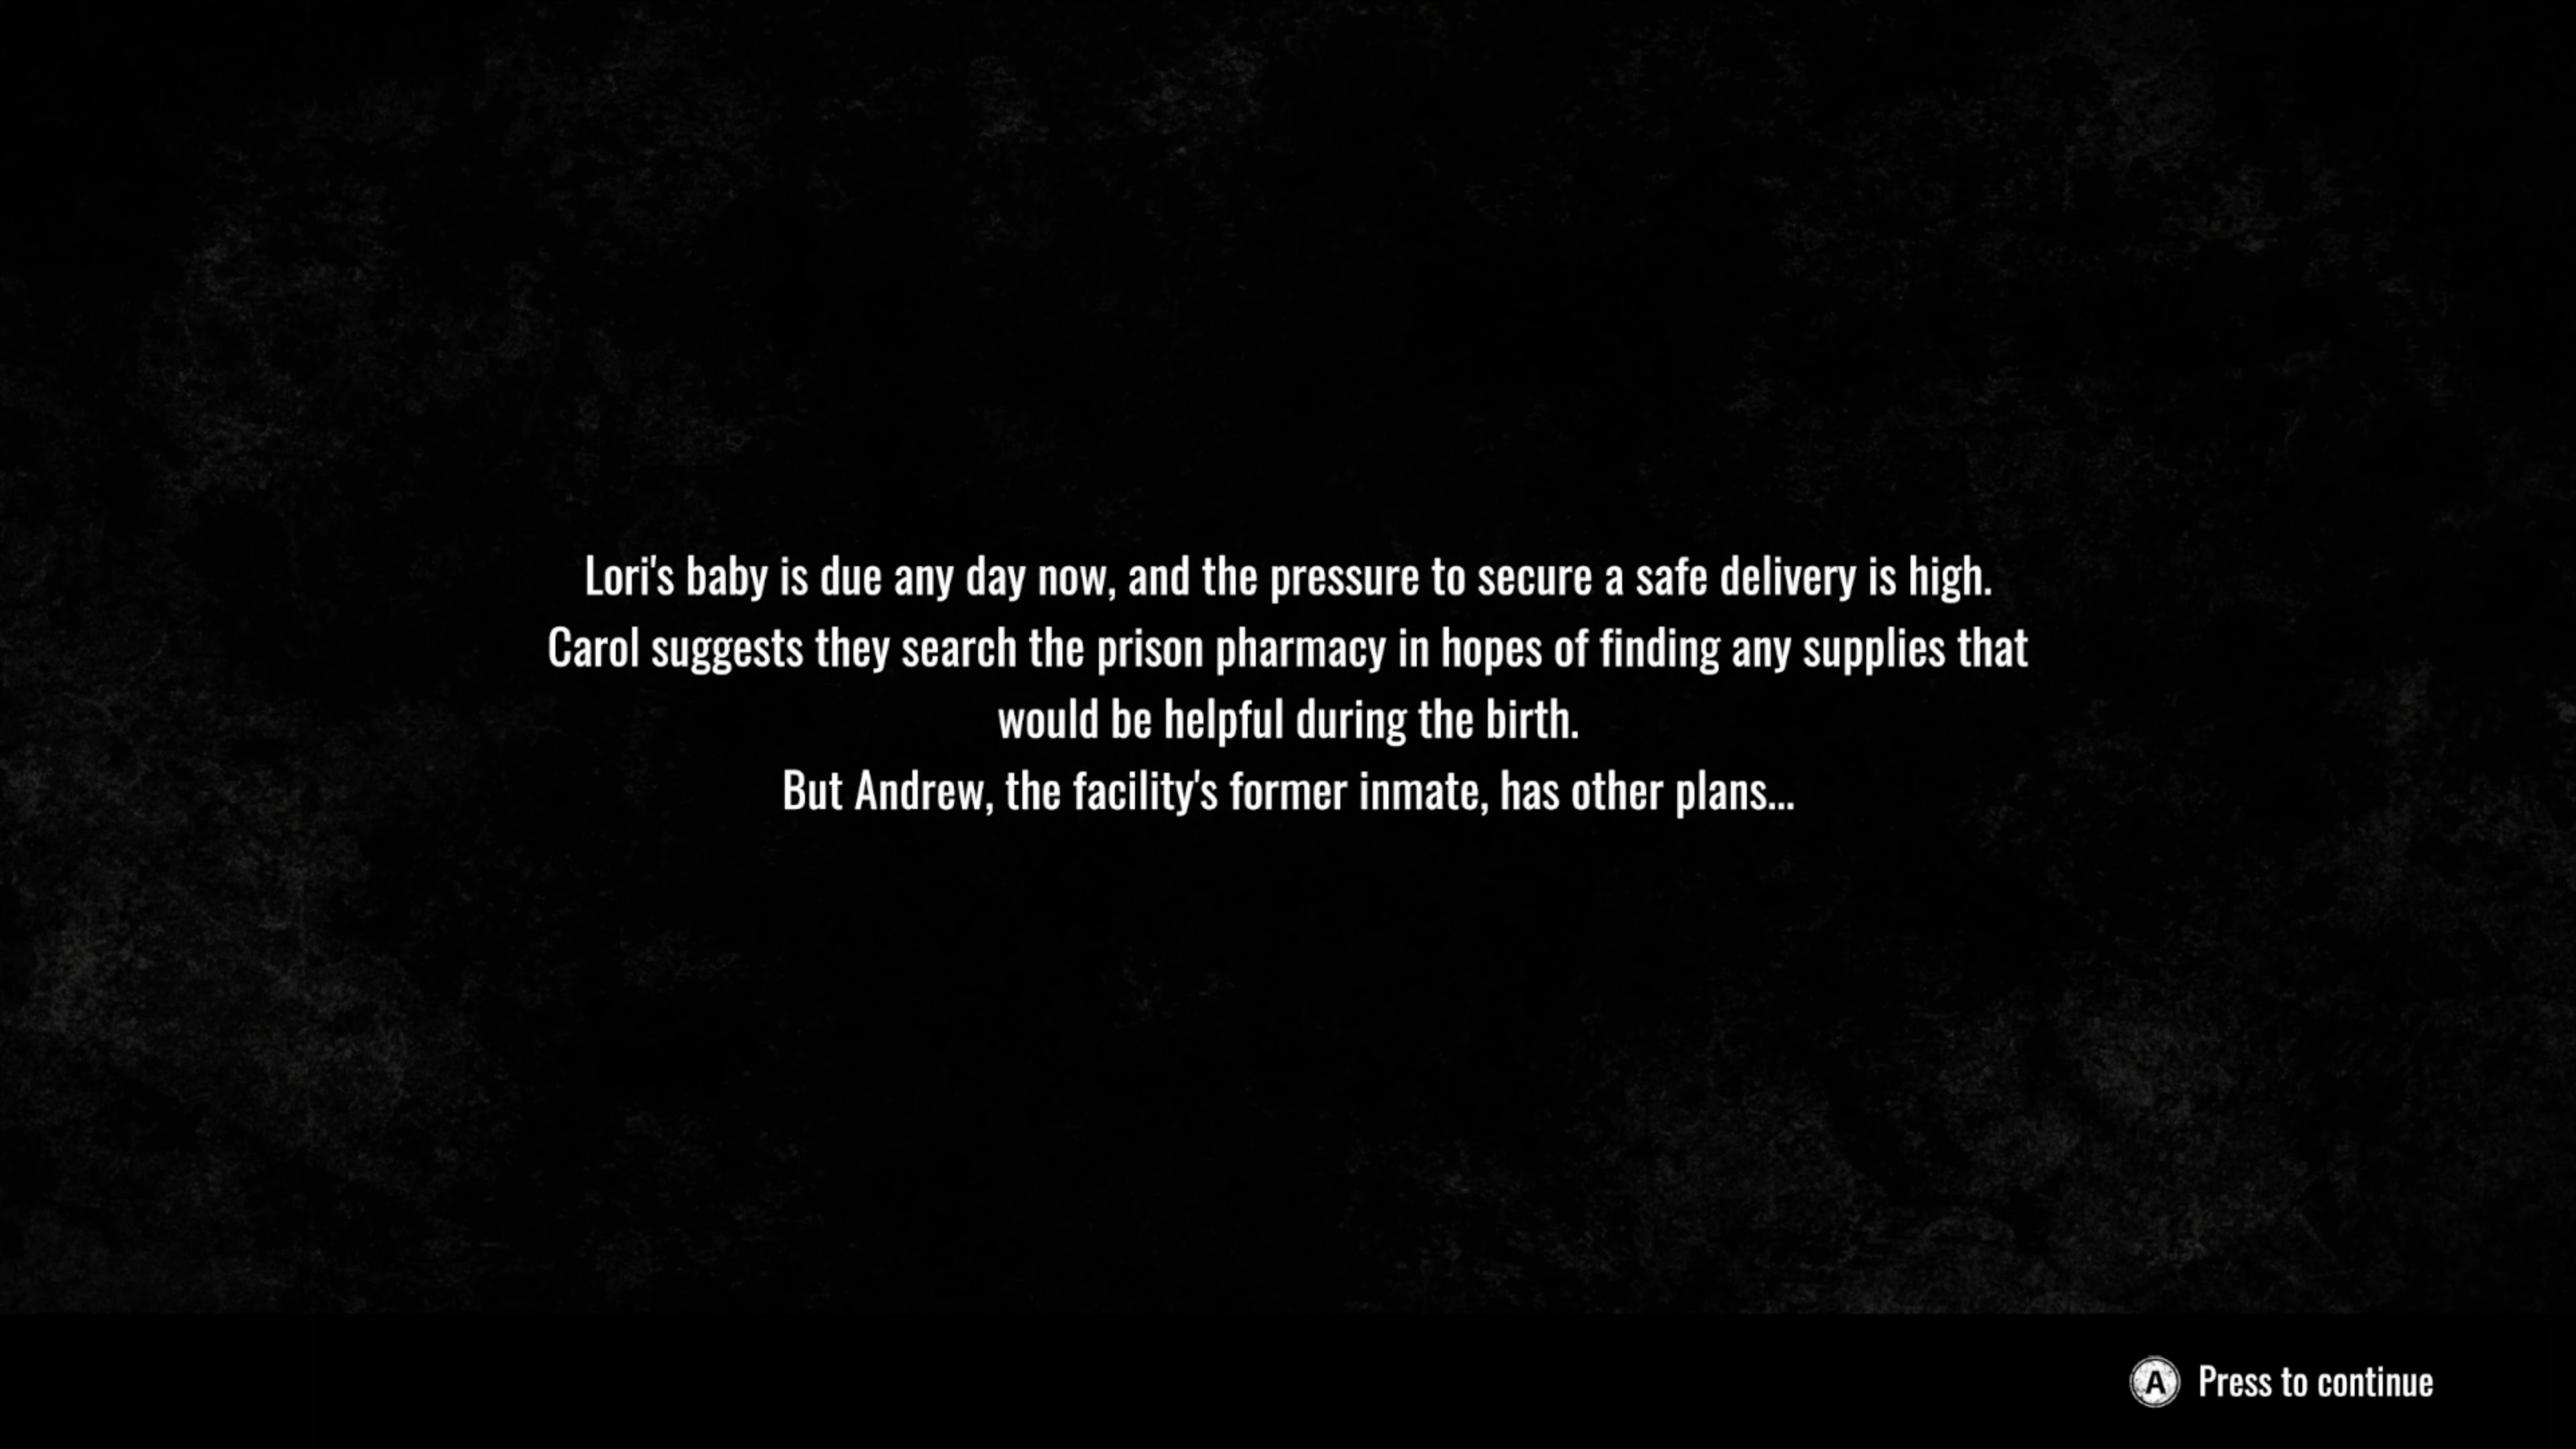 Lori's baby is due any day now, and the pressure to secure a safe delivery is high.
Carol suggests they search the prison pharmacy in hopes of finding any supplies that
would be helpful during the birth.
But Andrew, the facility's former inmate, has other plans...
A Press to continue